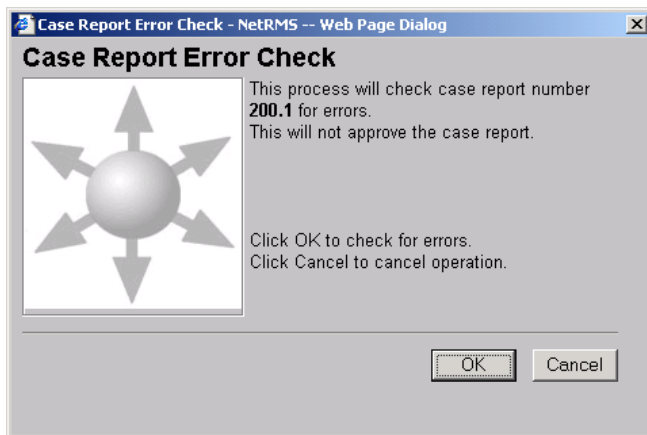 Case Report Error Check - NetRMS -- Web Page Dialog
Case Report Error Check
This process will check case report number
200.1 for errors.
This will not approve the case report.
Click OK to check for errors.
Click Cancel to cancel operation.
OK
Cancel